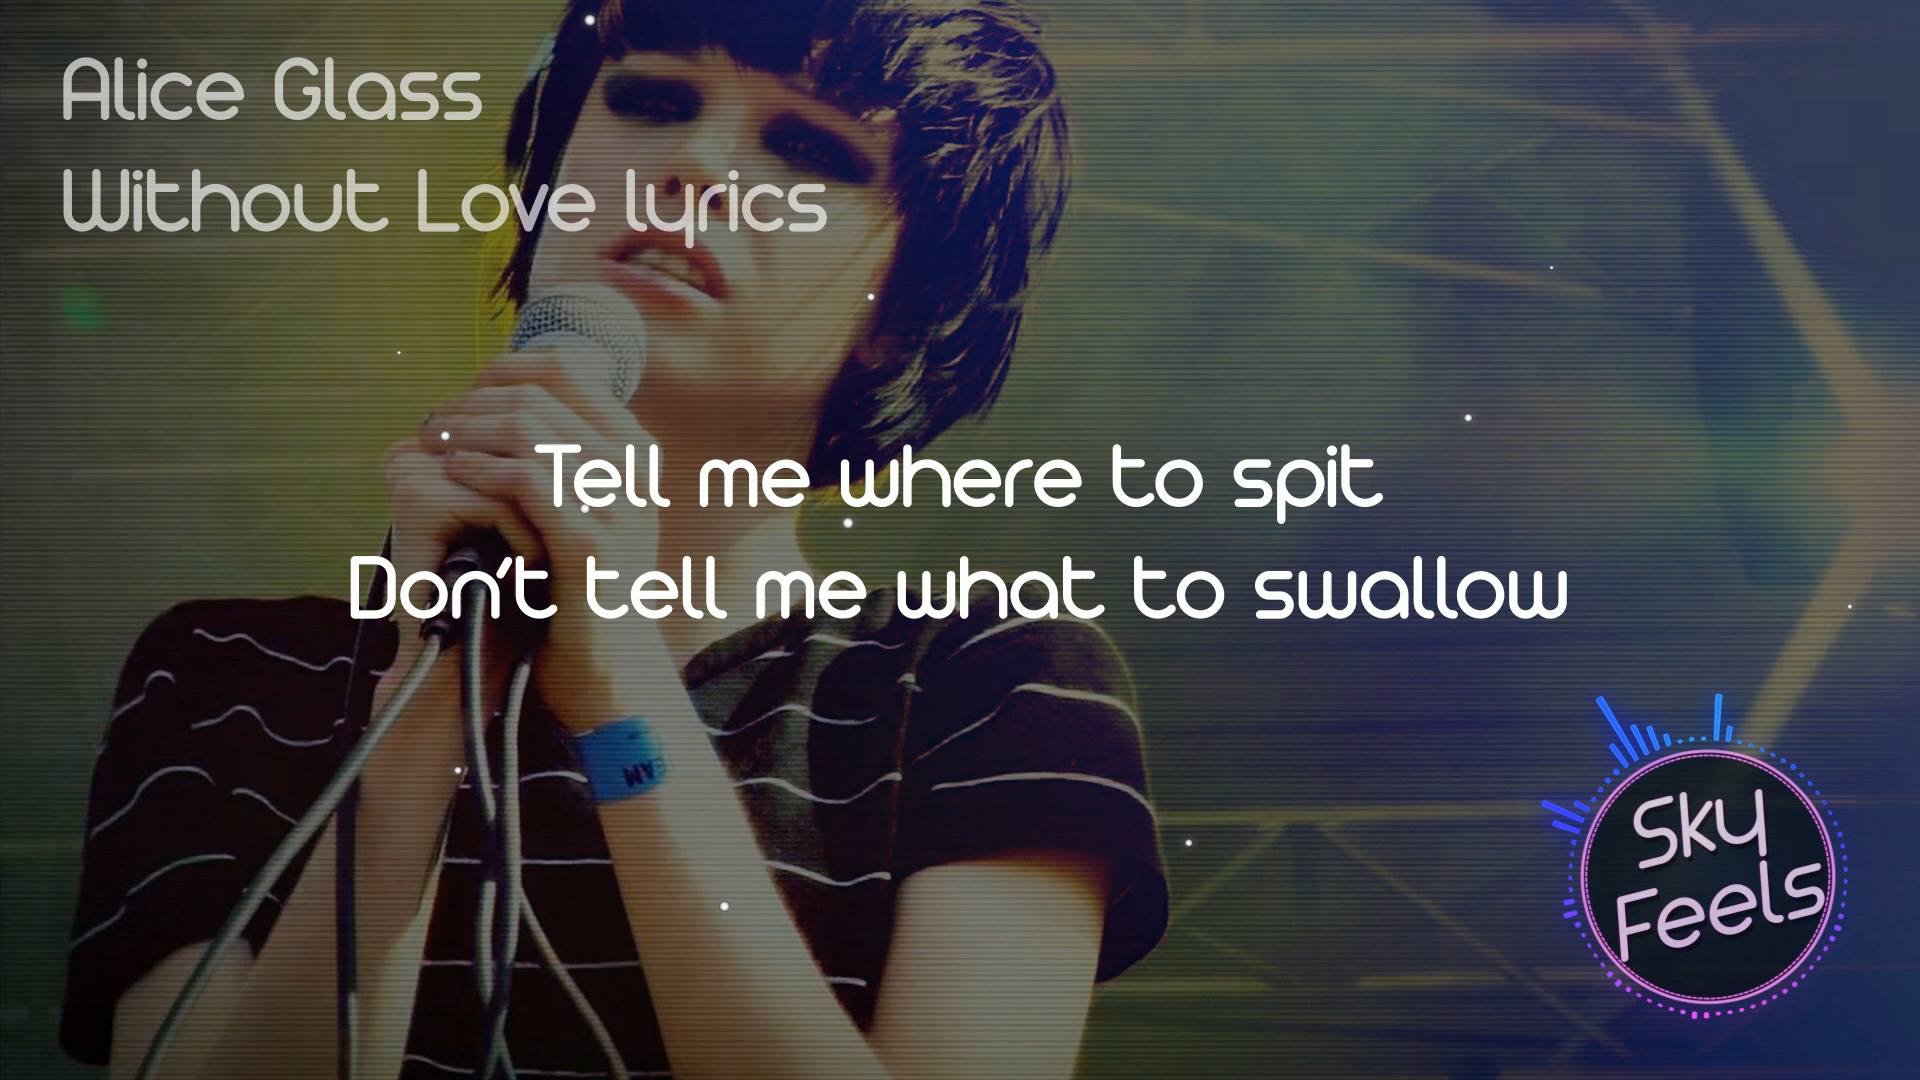 Alice Glass
Without Love lyrics
Tell me where to spit
Don't tell me what to swallow
Sky
Feels